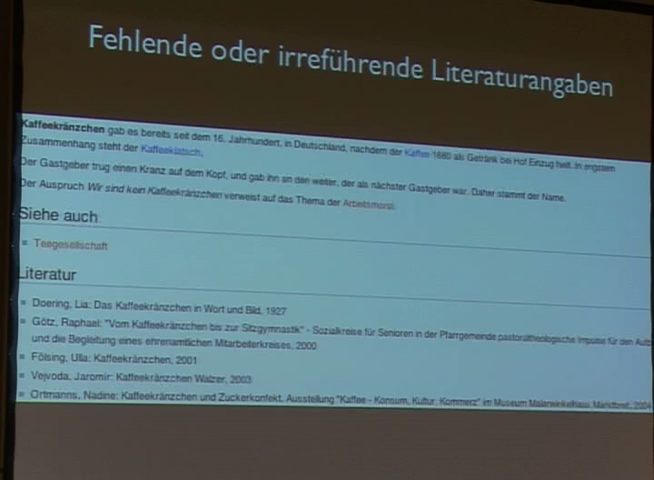 Fehlende oder irreführende Literaturangaben
Kaffeekränzchen gab es bereits seit dem 16. Jahrhundert, in Deutschland, nachdem der Kaffee 1680 als Getränk bei Hof Einzug hielt. In engstem
Zusammenhang steht der Kaffeeklatsch.
Der Gastgeber trug einen Kranz auf dem Kopf, und gab ihn an den weiter, der als nächster Gastgeber war. Daher stammt der Name.
Der Auspruch Wir sind kein Kaffeekränzchen verweist auf das Thema der Arbeitsmoral.
Siehe auch
Teegesellschaft
Literatur
Doering, Lia: Das Kaffeekränzchen in Wort und Bild, 1927
Götz, Raphael: "Vom Kaffeekränzchen bis zur Sitzgymnastik" - Sozialkreise für Senioren in der Pfarrgemeinde pastoraltheologische Impulse für den
und die Begleitung eines ehrenamtlichen Mitarbeiterkreises, 2000
Fölsing, Ulla: Kaffeekränzchen, 2001
Vejvoda, Jaromir: Kaffeekränzchen Walzer, 2003
Ortmanns, Nadine: Kaffeekränzchen und Zuckerkonfekt, Ausstellung "Kaffee - Konsum, Kultur, Kommerz" im Museum Malerwinkelhaus, Marktbreit, 2004